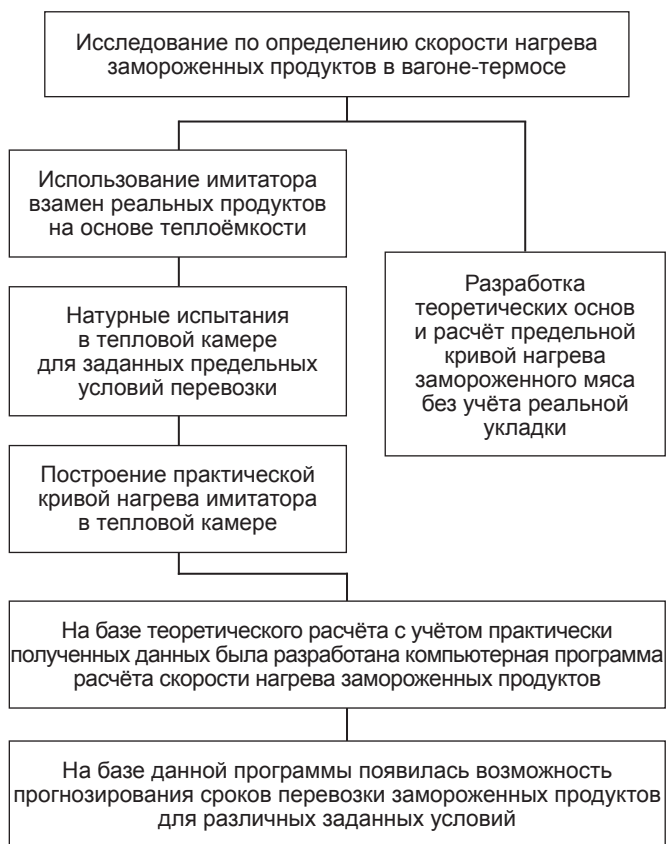 Исследование по определению скорости нагрева
замороженных продуктов в вагоне-термосе
Использование имитатора
взамен реальных продуктов
на основе теплоёмкости
Натурные испытания
в тепловой камере
для заданных предельных
условий перевозки
Построение практической
кривой нагрева имитатора
в тепловой камере
Разработка
теоретических основ
и расчёт предельной
кривой нагрева
замороженного мяса
без учёта реальной
укладки
На базе теоретического расчёта с учётом практически
полученных данных была разработана компьютерная программа
расчёта скорости нагрева замороженных продуктов
На базе данной программы появилась возможность
прогнозирования сроков перевозки замороженных продуктов
для различных заданных условий